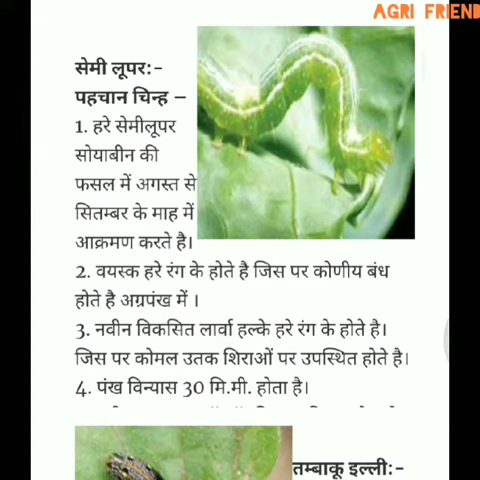 AGRI FRIEND
सेमी लूपर:-
पहचान चिन्ह –
1. हरे सेमीलूपर
सोयाबीन की
फसल में अगस्त से
सितम्बर के माह में
आक्रमण करते है।
2. वयस्क हरे रंग के होते है जिस पर कोणीय बंध
होते है अग्रपंख में ।
3. नवीन विकसित लार्वा हल्के हरे रंग के होते है।
जिस पर कोमल उतक शिराओं पर उपस्थित होते है।
4. पंख विन्यास 30 मि.मी. होता है।
तम्बाकू इल्ली:-